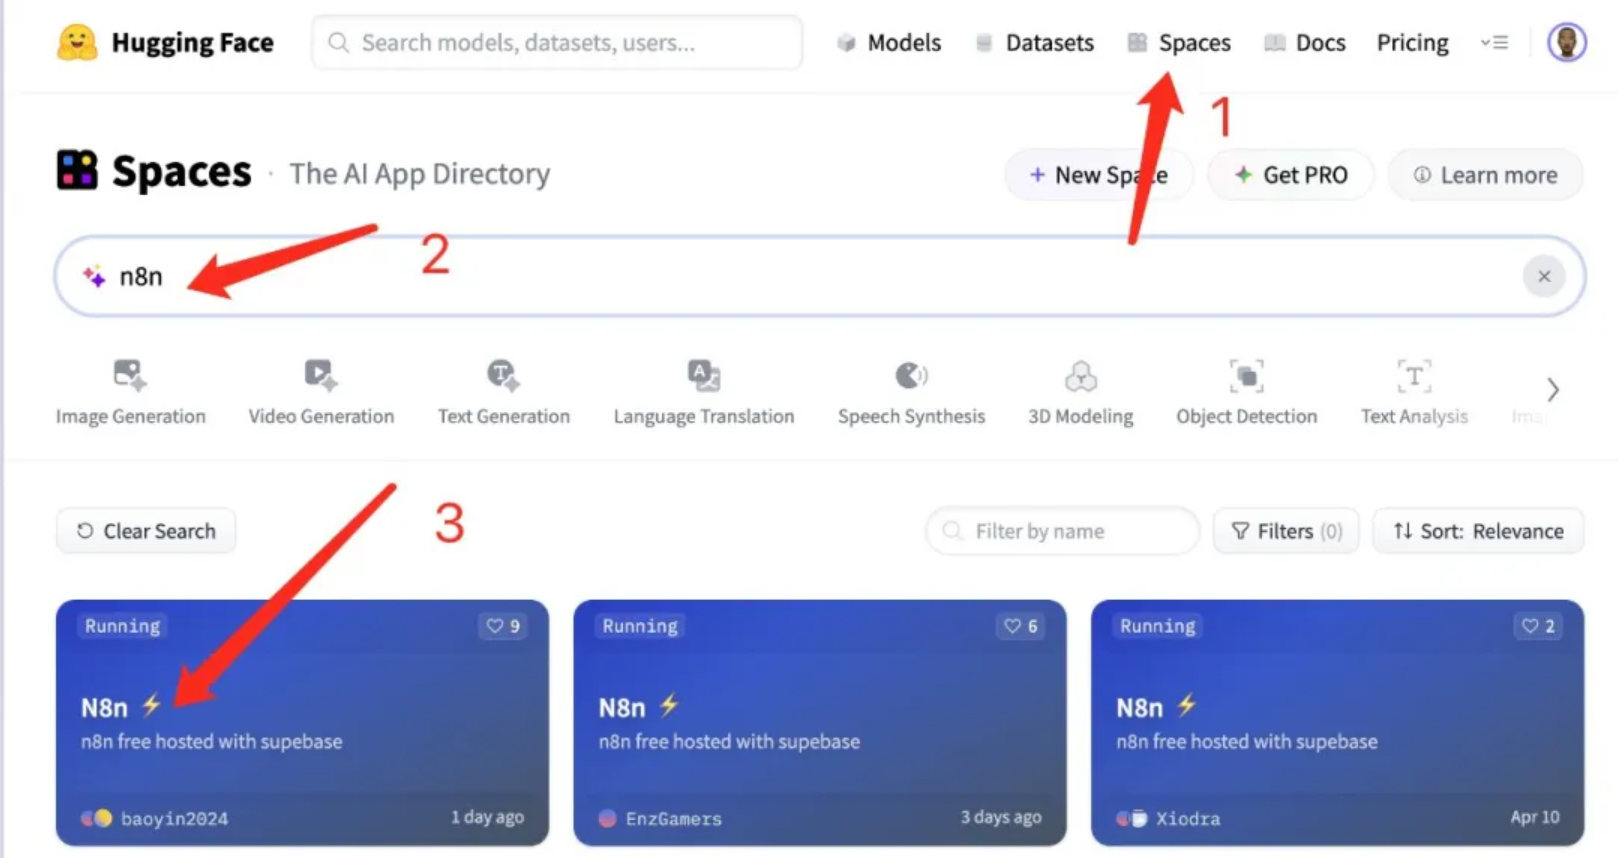 Hugging Face
Search models, datasets, users...
Models
Datasets
Spaces
Docs
Pricing
1
Spaces · The AI App Directory
+ New Space
Get PRO
Learn more
2
n8n
Image Generation
Video Generation
Text Generation
Language Translation
Speech Synthesis
3D Modeling
Object Detection
Text Analysis
3
Clear Search
Filter by name
Filters (0)
Sort: Relevance
Running
9
N8n
n8n free hosted with supebase
baoyin2024
1 day ago
Running
6
N8n
n8n free hosted with supebase
EnzGamers
3 days ago
Running
2
N8n
n8n free hosted with supebase
Xiodra
Apr 10